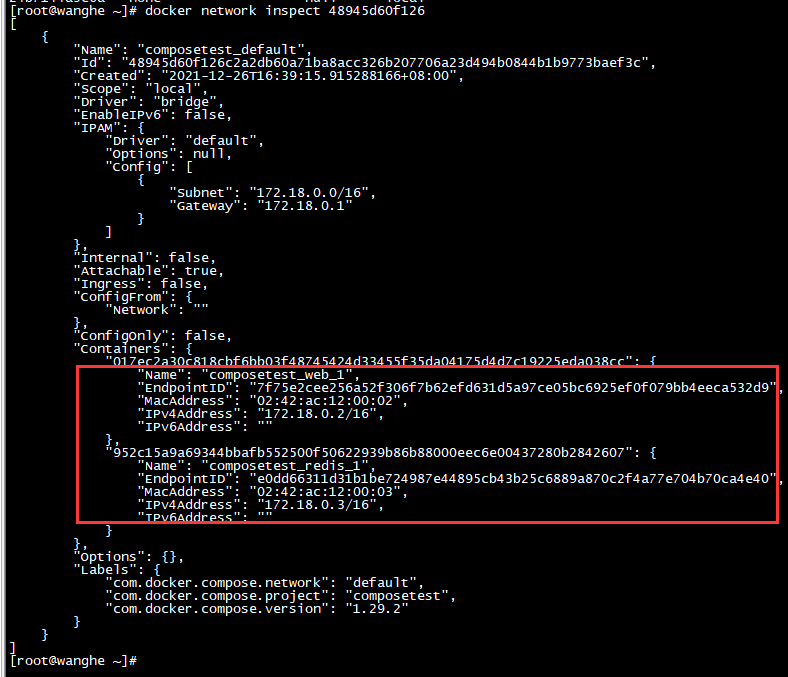 [root@wanghe ~]# docker network inspect 48945d60f126
[
    {
        "Name": "composetest_default",
        "Id": "48945d60f126c2a2db60a71ba8acc326b207706a23d494b0844b1b9773baef3c",
        "Created": "2021-12-26T16:39:15.915288166+08:00",
        "Scope": "local",
        "Driver": "bridge",
        "EnableIPv6": false,
        "IPAM": {
            "Driver": "default",
            "Options": null,
            "Config": [
                {
                    "Subnet": "172.18.0.0/16",
                    "Gateway": "172.18.0.1"
                }
            ]
        },
        "Internal": false,
        "Attachable": true,
        "Ingress": false,
        "ConfigFrom": {
            "Network": ""
        },
        "ConfigOnly": false,
        "Containers": {
            "017ec2a30c818cbf6bb03f48745424d33455f35da04175d4d7c19225eda038cc": {
                "Name": "composetest_web_1",
                "EndpointID": "7f75e2cee256a52f306f7b62efd631d5a97ce05bc6925ef0f079bb4eeca532d9",
                "MacAddress": "02:42:ac:12:00:02",
                "IPv4Address": "172.18.0.2/16",
                "IPv6Address": ""
            },
            "952c15a9a69344bbafb552500f50622939b86b88000eec6e00437280b2842607": {
                "Name": "composetest_redis_1",
                "EndpointID": "e0dd66311d31b1be724987e44895cb43b25c6889a870c2f4a77e704b70ca4e40",
                "MacAddress": "02:42:ac:12:00:03",
                "IPv4Address": "172.18.0.3/16",
                "IPv6Address": ""
            }
        },
        "Options": {},
        "Labels": {
            "com.docker.compose.network": "default",
            "com.docker.compose.project": "composetest",
            "com.docker.compose.version": "1.29.2"
        }
    }
]
[root@wanghe ~]#